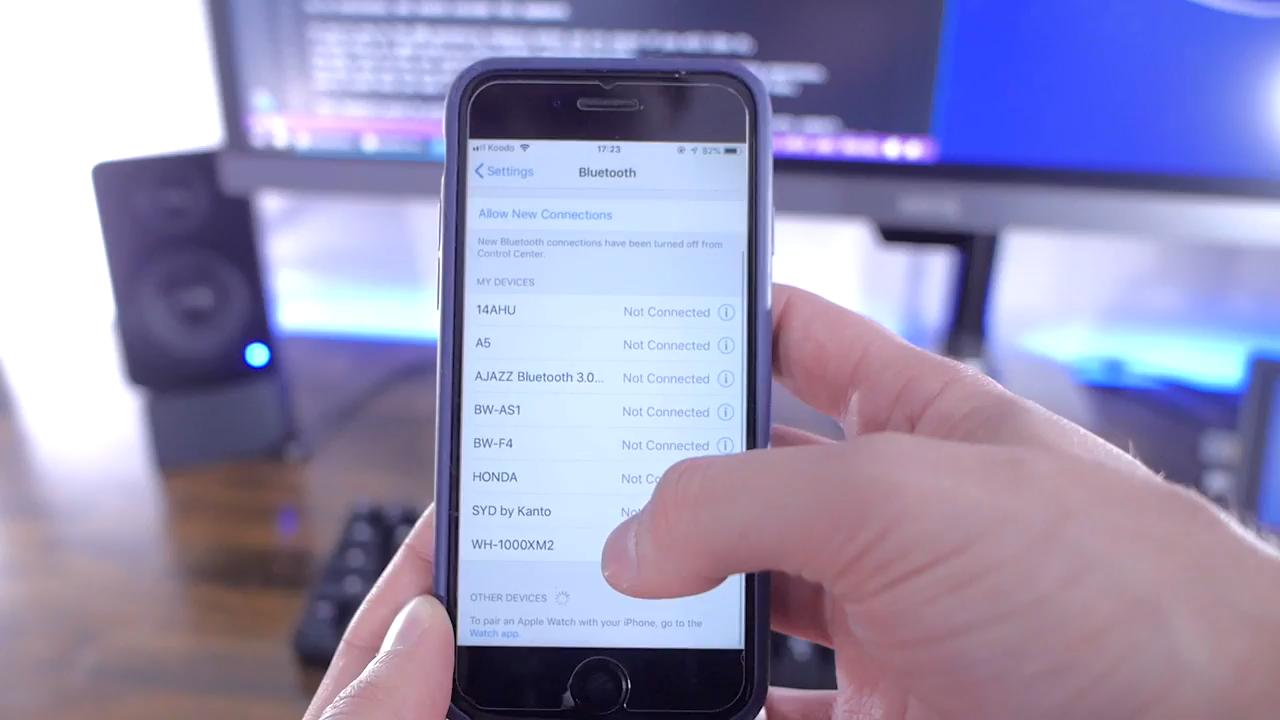 Koodo 17:23 82%
Settings Bluetooth
Allow New Connections
New Bluetooth connections have been turned off from
Control Center.
MY DEVICES
14AHU Not Connected
A5 Not Connected
AJAZZ Bluetooth 3.0... Not Connected
BW-AS1 Not Connected
BW-F4 Not Connected
HONDA Not
SYD by Kanto
WH-1000XM2
OTHER DEVICES
To pair an Apple Watch with your iPhone, go to the
Watch app.